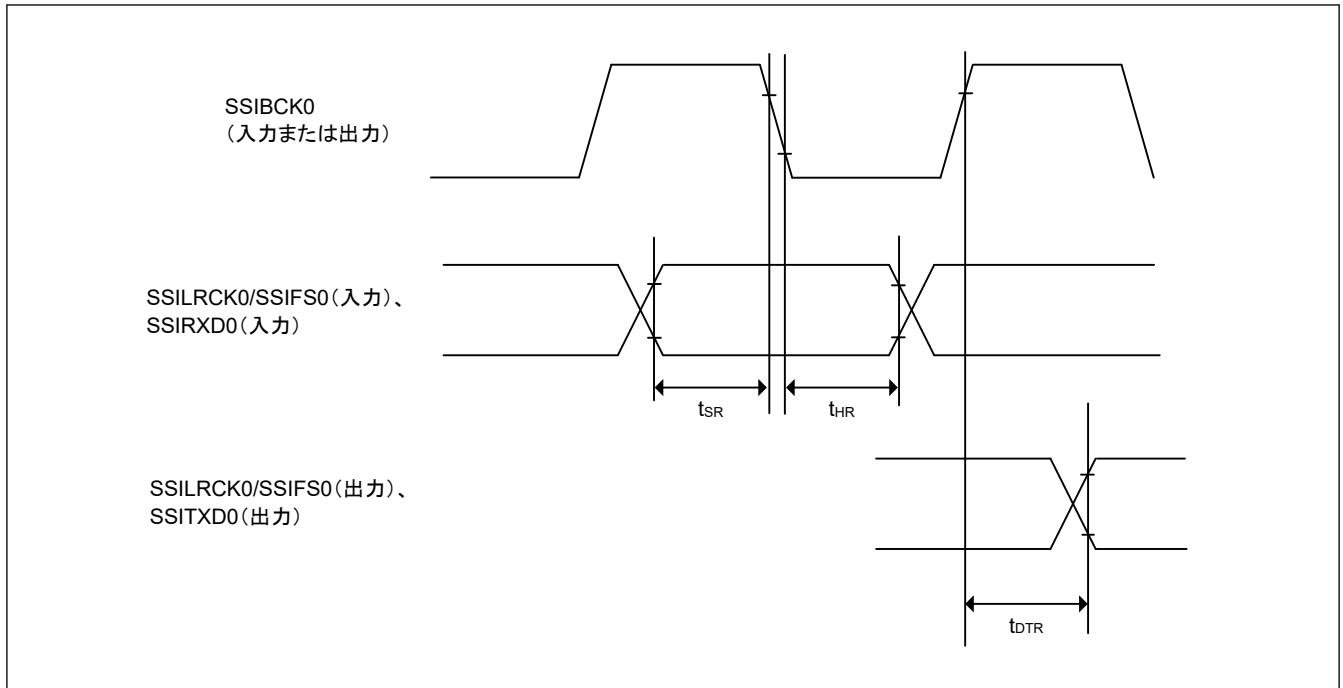 SSIBCK0
（入力または出力）
SSILRCK0/SSIFS0（入力）、
SSIRXD0（入力）
tSR
tHR
SSILRCK0/SSIFS0（出力）、
SSITXD0（出力）
tDTR